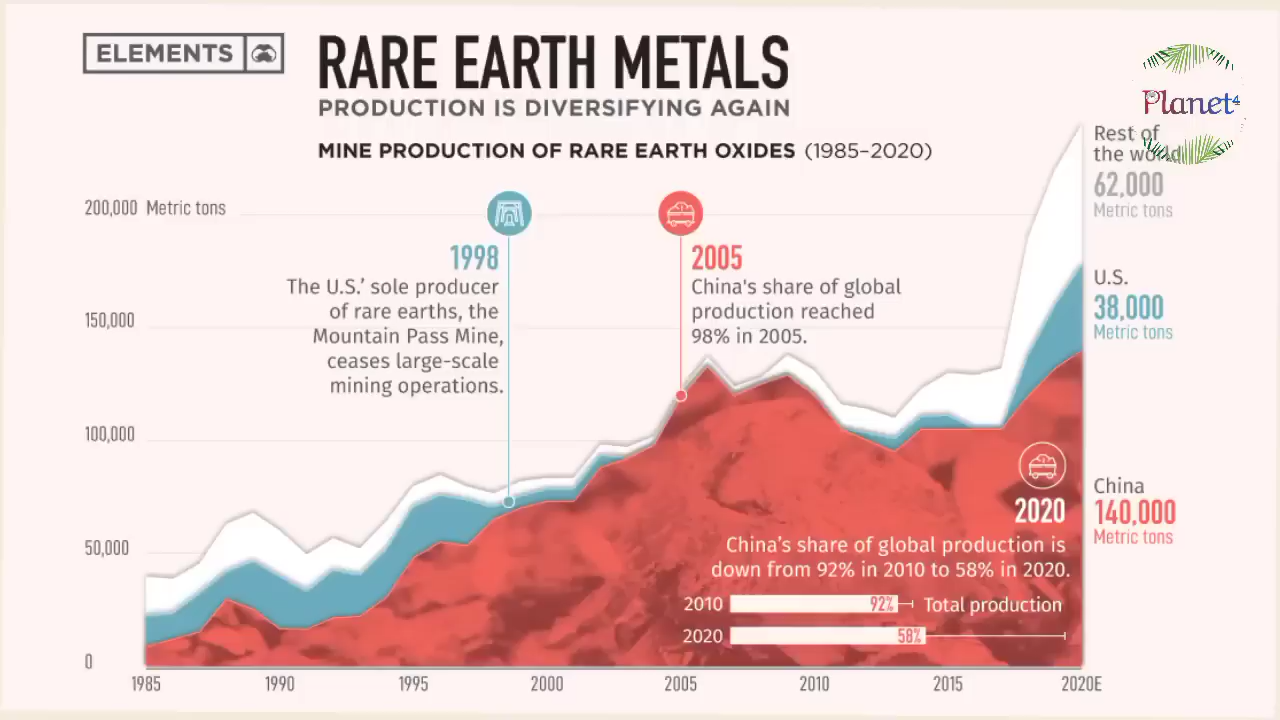 ELEMENTS
RARE EARTH METALS
PRODUCTION IS DIVERSIFYING AGAIN
MINE PRODUCTION OF RARE EARTH OXIDES (1985–2020)
Planet4
Rest of
the world
62,000
Metric tons
200,000 Metric tons
1998
The U.S.' sole producer
of rare earths, the
Mountain Pass Mine,
ceases large-scale
mining operations.
2005
China's share of global
production reached
98% in 2005.
U.S.
38,000
Metric tons
150,000
100,000
50,000
0
China
140,000
Metric tons
2020
China's share of global production is
down from 92% in 2010 to 58% in 2020.
2010 92% Total production
2020 58%
1985 1990 1995 2000 2005 2010 2015 2020E